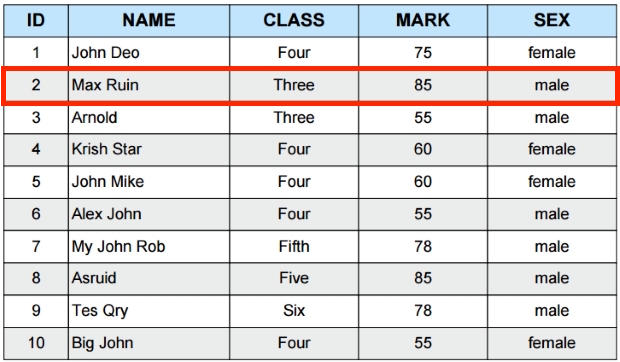 ID NAME CLASS MARK SEX
1 John Deo Four 75 female
2 Max Ruin Three 85 male
3 Arnold Three 55 male
4 Krish Star Four 60 female
5 John Mike Four 60 female
6 Alex John Four 55 male
7 My John Rob Fifth 78 male
8 Asruid Five 85 male
9 Tes Qry Six 78 male
10 Big John Four 55 female